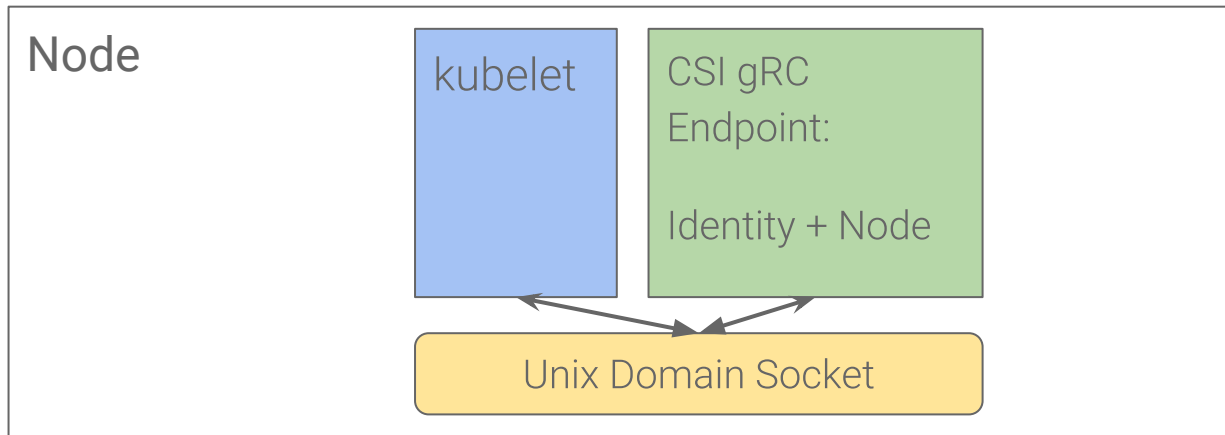 Node
kubelet
CSI gRC
Endpoint:
Identity + Node
Unix Domain Socket